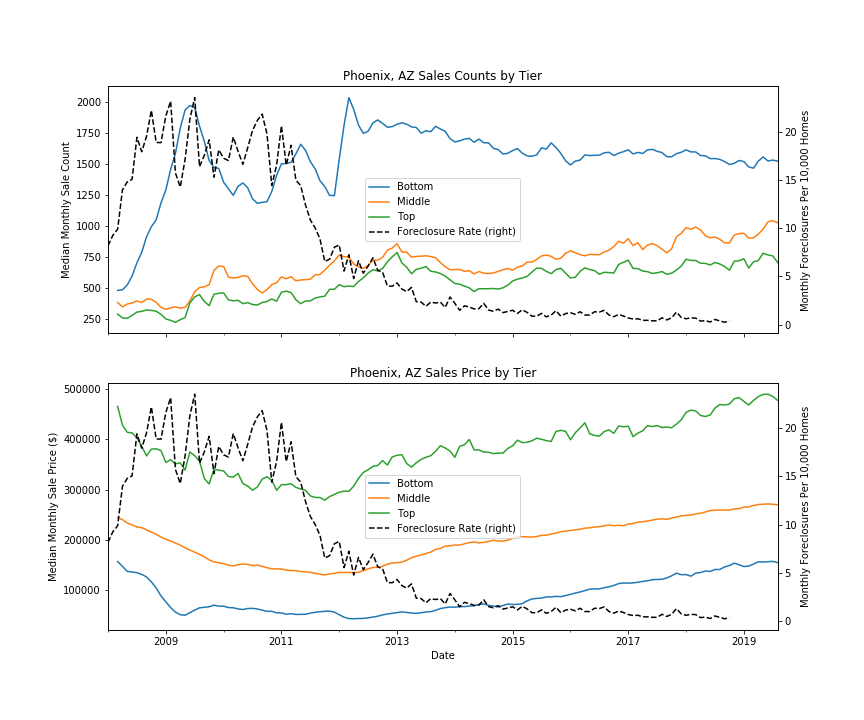 Phoenix, AZ Sales Counts by Tier
Median Monthly Sale Count
2000
1750
1500
1250
1000
750
500
250
Bottom
Middle
Top
Foreclosure Rate (right)
20
15
10
5
0
Monthly Foreclosures Per 10,000 Homes
Phoenix, AZ Sales Price by Tier
Median Monthly Sale Price ($)
500000
400000
300000
200000
100000
Bottom
Middle
Top
Foreclosure Rate (right)
20
15
10
5
0
Monthly Foreclosures Per 10,000 Homes
2009
2011
2013
2015
2017
2019
Date